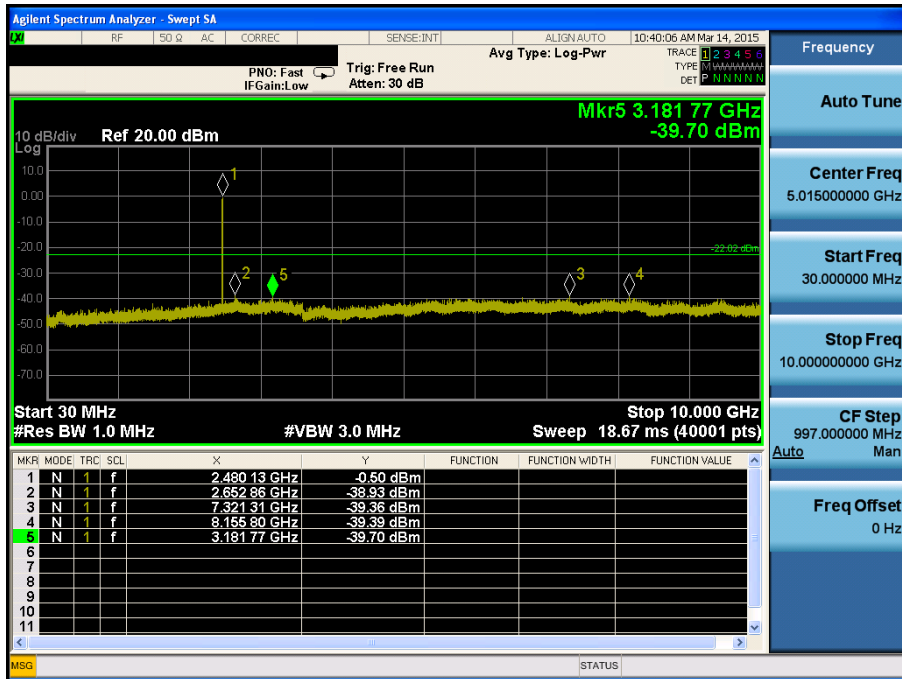 Agilent Spectrum Analyzer - Swept SA
LXI RF 50 Ω AC CORREC SENSE:INT ALIGN AUTO 10:40:06 AM Mar 14, 2015
PNO: Fast
IFGain:Low
Trig: Free Run
Atten: 30 dB
Avg Type: Log-Pwr
TRACE 1 2 3 4 5 6
TYPE M WWWWW
DET P N N N N N
Mkr5 3.181 77 GHz
-39.70 dBm
10 dB/div Ref 20.00 dBm
Log
10.0
0.00
-10.0
-20.0
-30.0
-40.0
-50.0
-60.0
-70.0
1
2
5
3
4
-22.02 dBm
Start 30 MHz Stop 10.000 GHz
#Res BW 1.0 MHz #VBW 3.0 MHz Sweep 18.67 ms (40001 pts)
MKR MODE TRC SCL X Y FUNCTION FUNCTION WIDTH FUNCTION VALUE
1 N 1 f 2.480 13 GHz -0.50 dBm
2 N 1 f 2.652 86 GHz -38.93 dBm
3 N 1 f 7.321 31 GHz -39.36 dBm
4 N 1 f 8.155 80 GHz -39.39 dBm
5 N 1 f 3.181 77 GHz -39.70 dBm
6
7
8
9
10
11
MSG STATUS
Frequency
Auto Tune
Center Freq
5.015000000 GHz
Start Freq
30.000000 MHz
Stop Freq
10.000000000 GHz
CF Step
997.000000 MHz
Auto Man
Freq Offset
0 Hz